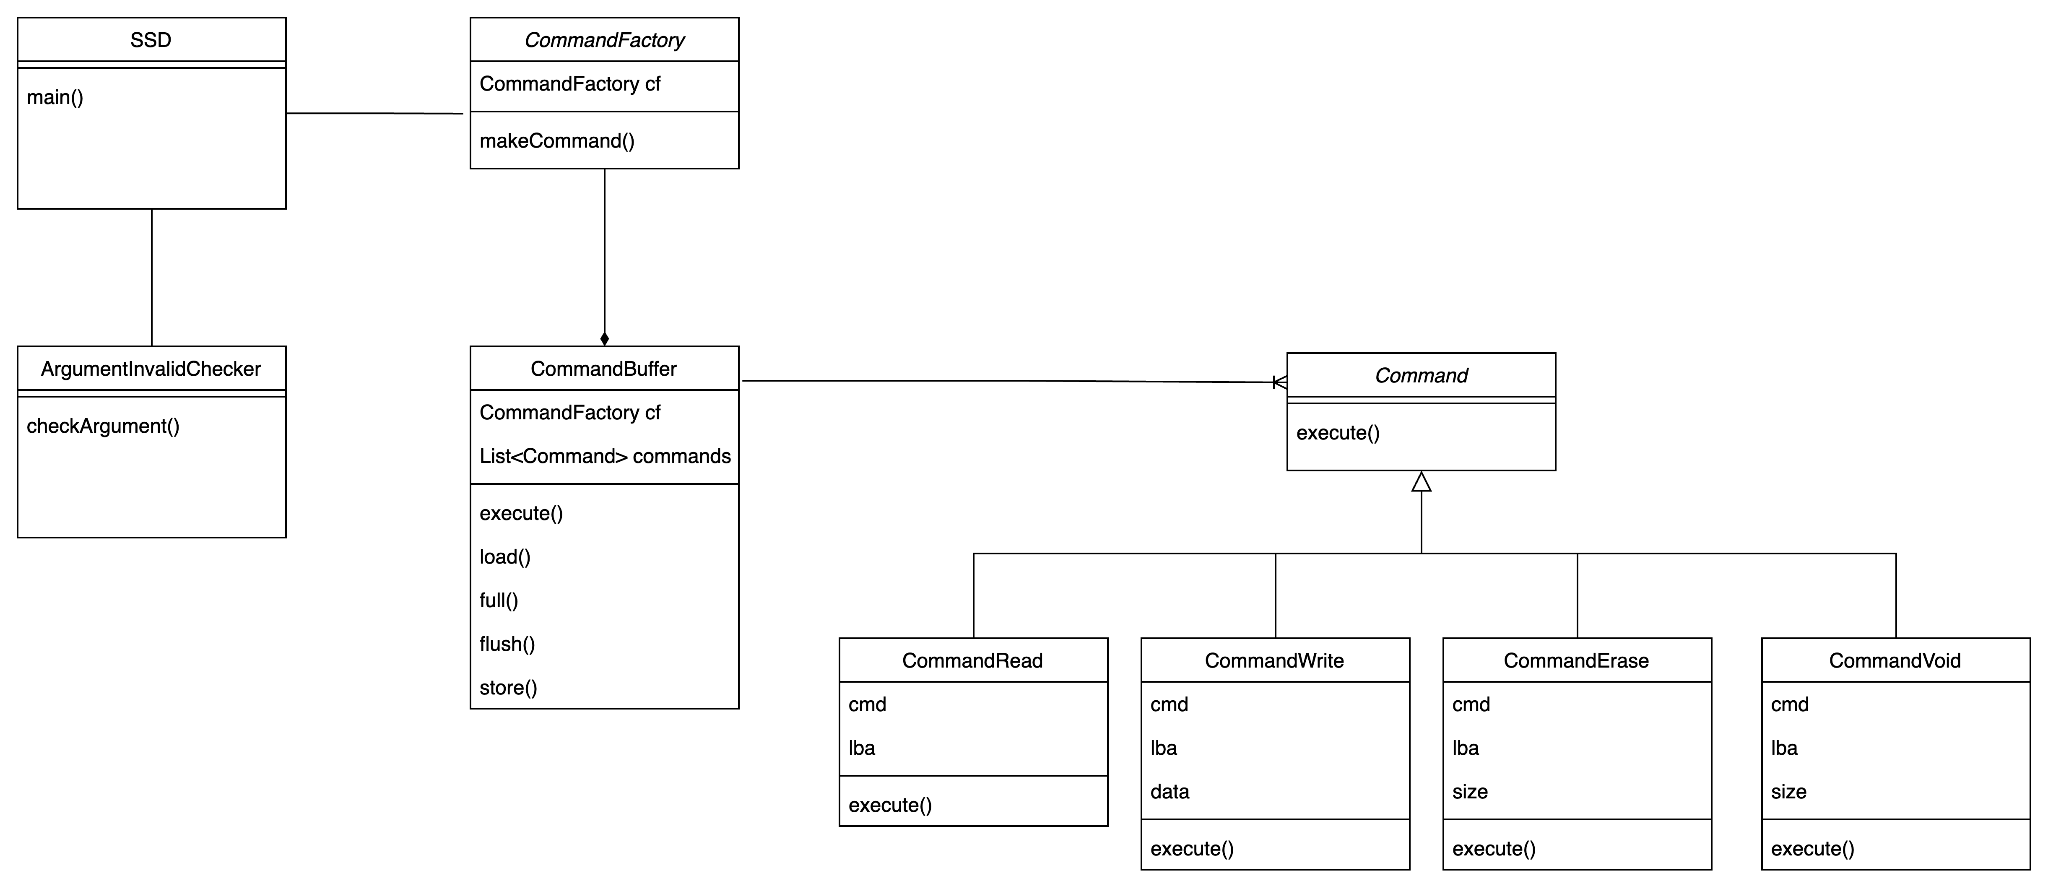 SSD
main()
CommandFactory
CommandFactory cf
makeCommand()
ArgumentInvalidChecker
checkArgument()
CommandBuffer
CommandFactory cf
List<Command> commands
execute()
load()
full()
flush()
store()
Command
execute()
CommandRead
cmd
lba
execute()
CommandWrite
cmd
lba
data
execute()
CommandErase
cmd
lba
size
execute()
CommandVoid
cmd
lba
size
execute()